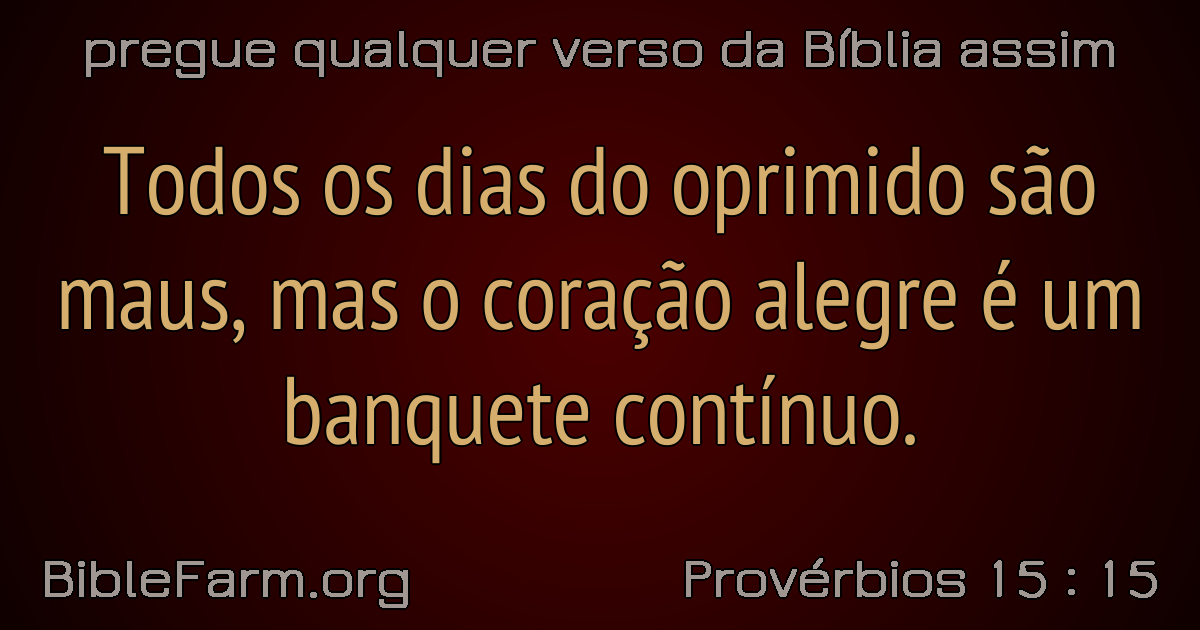 pregue qualquer verso da Bíblia assim
Todos os dias do oprimido são
maus, mas o coração alegre é um
banquete contínuo.
BibleFarm.org
Provérbios 15 : 15